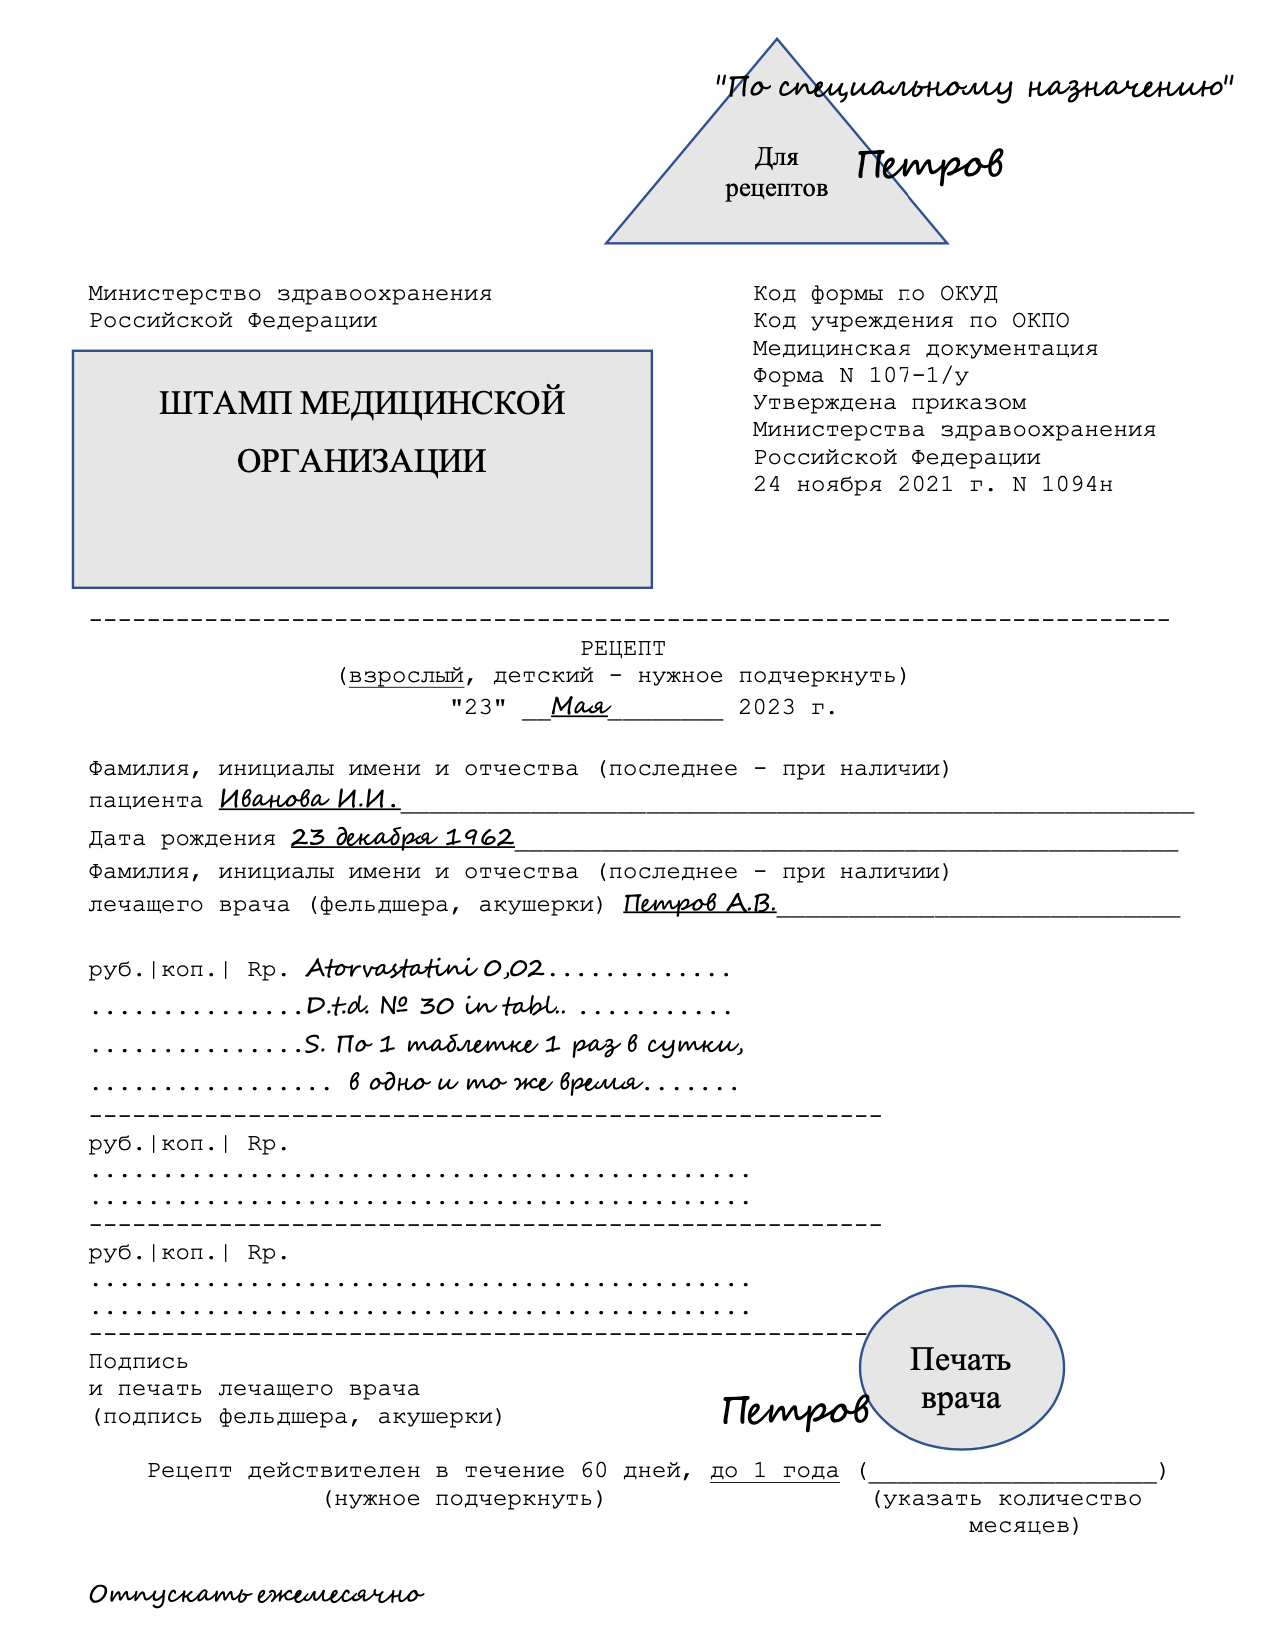 "По специальному назначению"
Для
рецептов
Петров
Министерство здравоохранения
Российской Федерации
Код формы по ОКУД
Код учреждения по ОКПО
Медицинская документация
Форма N 107-1/у
Утверждена приказом
Министерства здравоохранения
Российской Федерации
24 ноября 2021 г. N 1094н
ШТАМП МЕДИЦИНСКОЙ
ОРГАНИЗАЦИИ
РЕЦЕПТ
(взрослый, детский - нужное подчеркнуть)
"23" __Мая________ 2023 г.
Фамилия, инициалы имени и отчества (последнее - при наличии)
пациента Иванова И.И._______________________________________________________
Дата рождения 23 декабря 1962______________________________________________
Фамилия, инициалы имени и отчества (последнее - при наличии)
лечащего врача (фельдшера, акушерки) Петров А.В.____________________________
руб.|коп.| Rp. Atorvastatini 0,02.............
...............D.t.d. № 30 in tabl.. ...........
...............S. По 1 таблетке 1 раз в сутки,
................. в одно и то же время.......
-------------------------------------------------------
руб.|коп.| Rp.
..............................................
..............................................
-------------------------------------------------------
руб.|коп.| Rp.
..............................................
..............................................
------------------------------------------------------
Подпись
и печать лечащего врача
(подпись фельдшера, акушерки)
Петров
Печать
врача
Рецепт действителен в течение 60 дней, до 1 года (____________________)
(нужное подчеркнуть) (указать количество
месяцев)
Отпускать ежемесячно